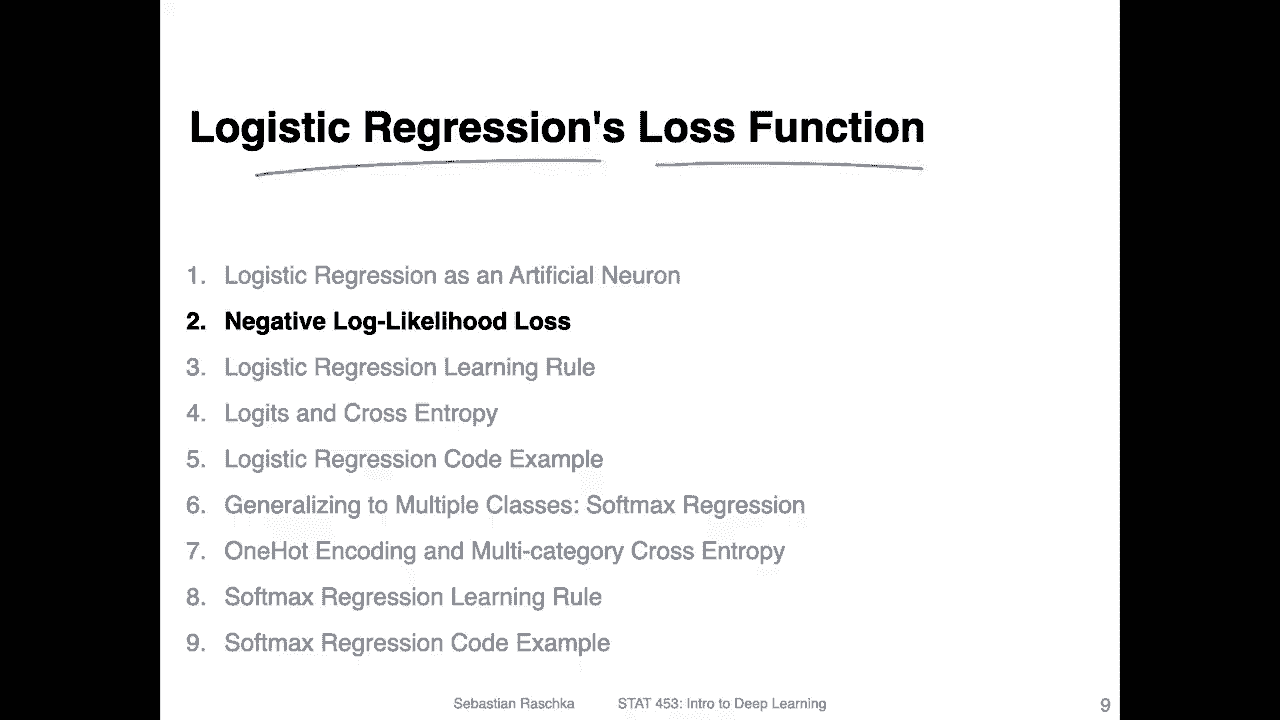 Logistic Regression's Loss Function
1. Logistic Regression as an Artificial Neuron
2. Negative Log-Likelihood Loss
3. Logistic Regression Learning Rule
4. Logits and Cross Entropy
5. Logistic Regression Code Example
6. Generalizing to Multiple Classes: Softmax Regression
7. OneHot Encoding and Multi-category Cross Entropy
8. Softmax Regression Learning Rule
9. Softmax Regression Code Example
Sebastian Raschka STAT 453: Intro to Deep Learning 9